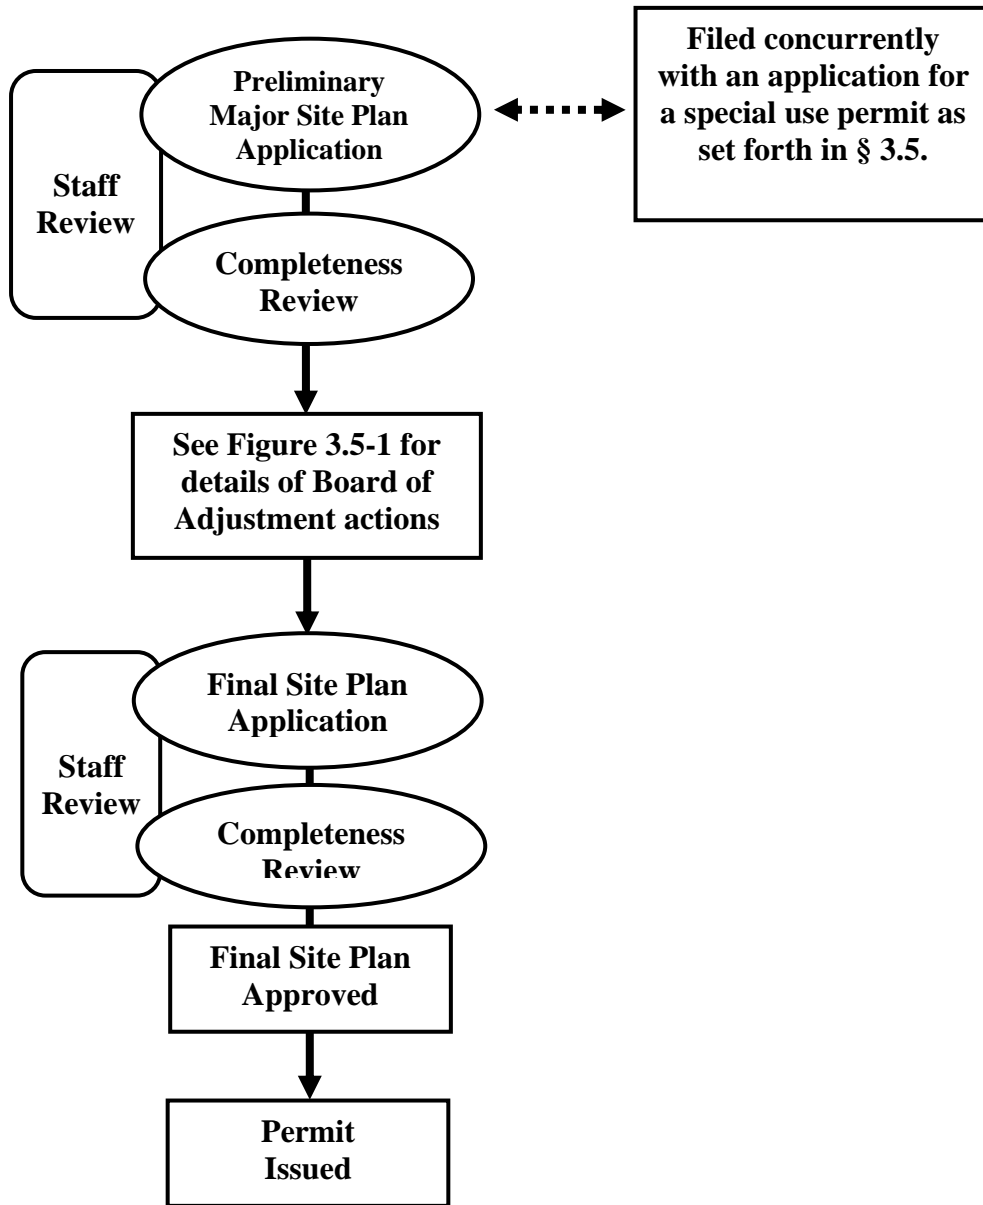 Preliminary
Major Site Plan
Application
Filed concurrently
with an application for
a special use permit as
set forth in § 3.5.
Staff
Review
Completeness
Review
See Figure 3.5-1 for
details of Board of
Adjustment actions
Final Site Plan
Application
Staff
Review
Completeness
Review
Final Site Plan
Approved
Permit
Issued